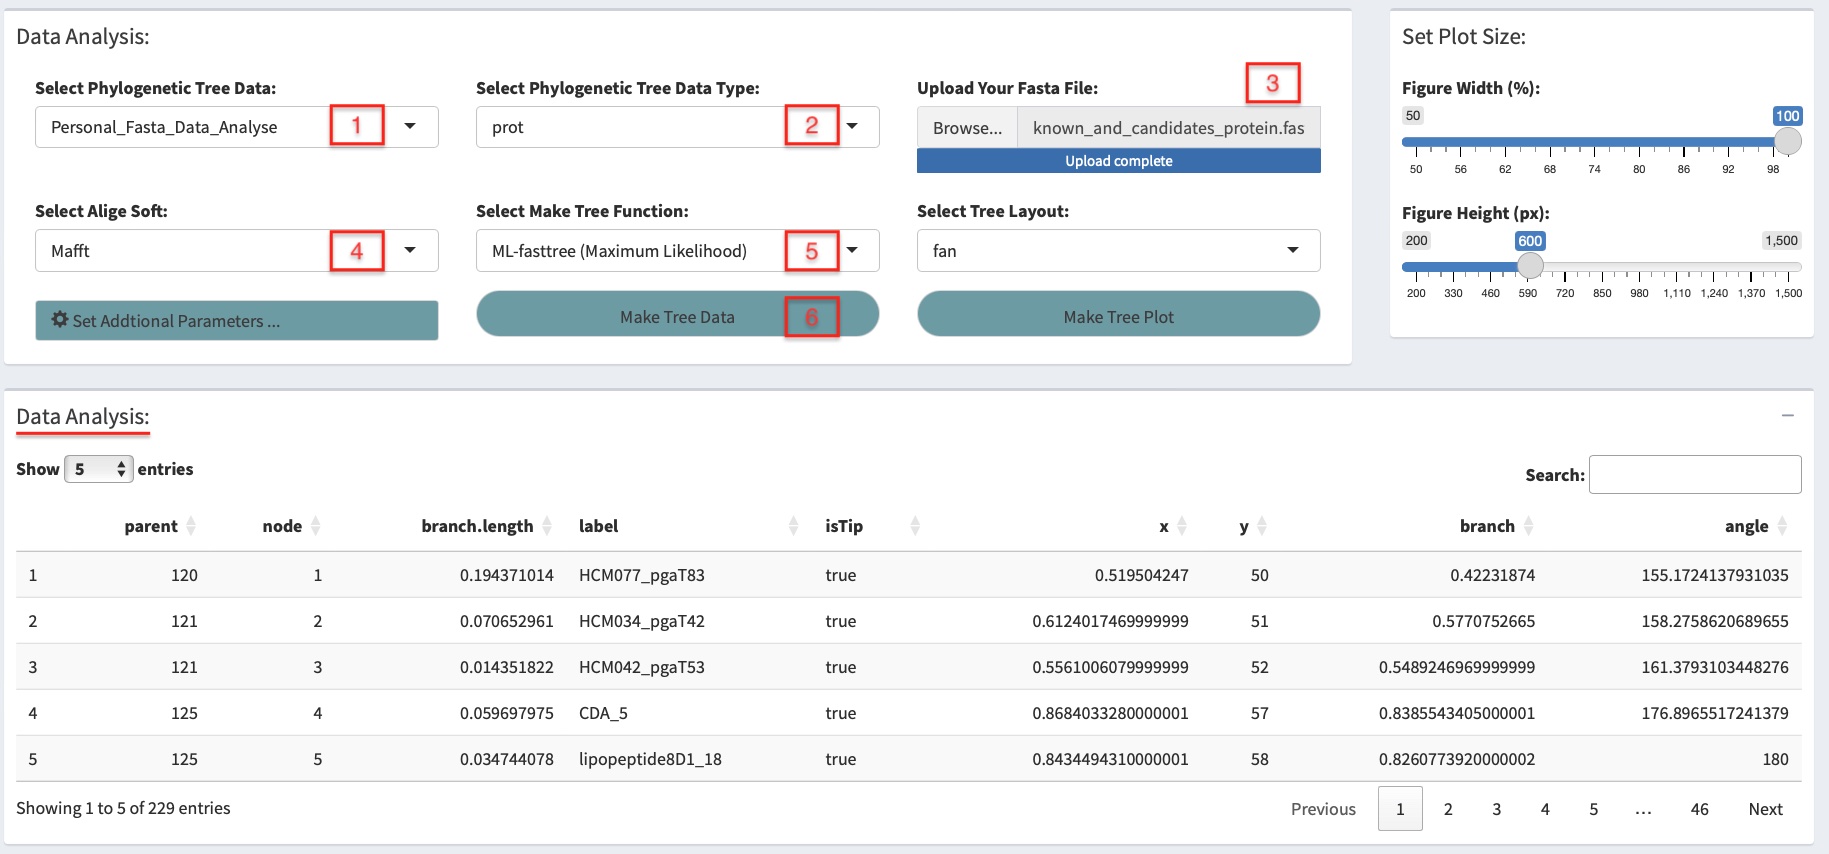 Data Analysis:
Select Phylogenetic Tree Data:
Personal_Fasta_Data_Analyse 1
Select Phylogenetic Tree Data Type:
prot 2
Upload Your Fasta File: 3
Browse... known_and_candidates_protein.fas
Upload complete
Select Alige Soft:
Mafft 4
Select Make Tree Function:
ML-fasttree (Maximum Likelihood) 5
Select Tree Layout:
fan
Set Addtional Parameters ...
Make Tree Data 6
Make Tree Plot
Set Plot Size:
Figure Width (%):
50 100
50 56 62 68 74 80 86 92 98
Figure Height (px):
200 600 1,500
200 330 460 590 720 850 980 1,110 1,240 1,370 1,500
Data Analysis:
Show 5 entries
Search:
parent node branch.length label isTip x y branch angle
1 120 1 0.194371014 HCM077_pgaT83 true 0.519504247 50 0.42231874 155.1724137931035
2 121 2 0.070652961 HCM034_pgaT42 true 0.6124017469999999 51 0.5770752665 158.2758620689655
3 121 3 0.014351822 HCM042_pgaT53 true 0.5561006079999999 52 0.5489246969999999 161.3793103448276
4 125 4 0.059697975 CDA_5 true 0.8684033280000001 57 0.8385543405000001 176.8965517241379
5 125 5 0.034744078 lipopeptide8D1_18 true 0.8434494310000001 58 0.8260773920000002 180
Showing 1 to 5 of 229 entries
Previous 1 2 3 4 5 ... 46 Next